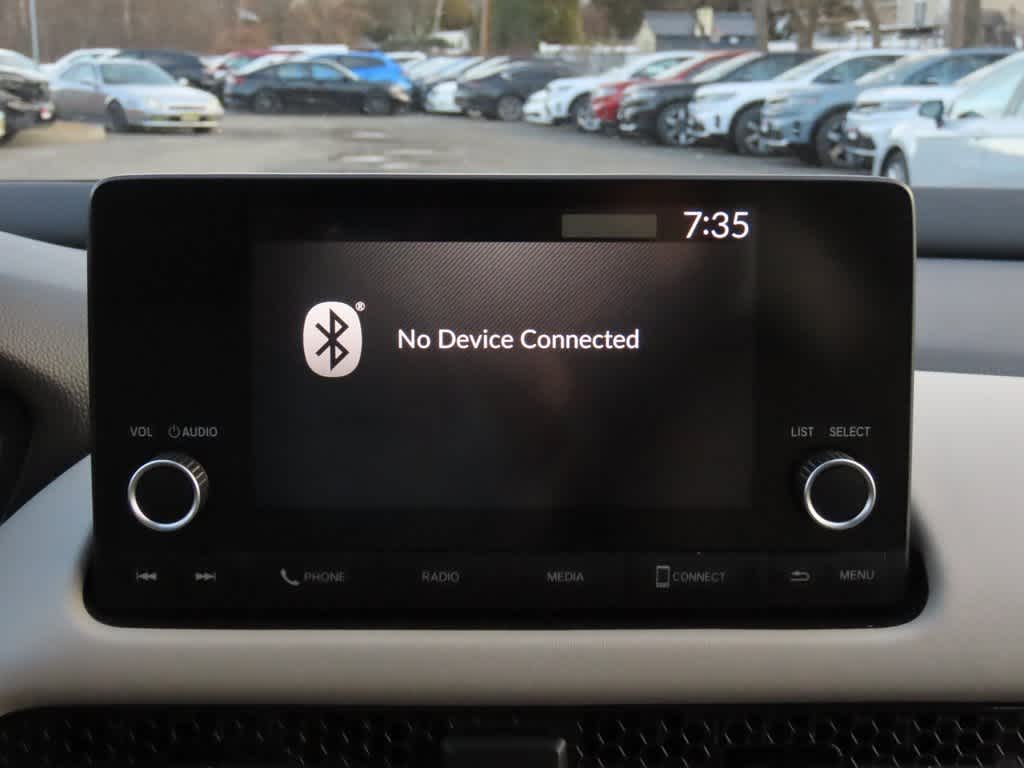 7:35
®
No Device Connected
VOL AUDIO
LIST SELECT
PHONE RADIO MEDIA CONNECT MENU